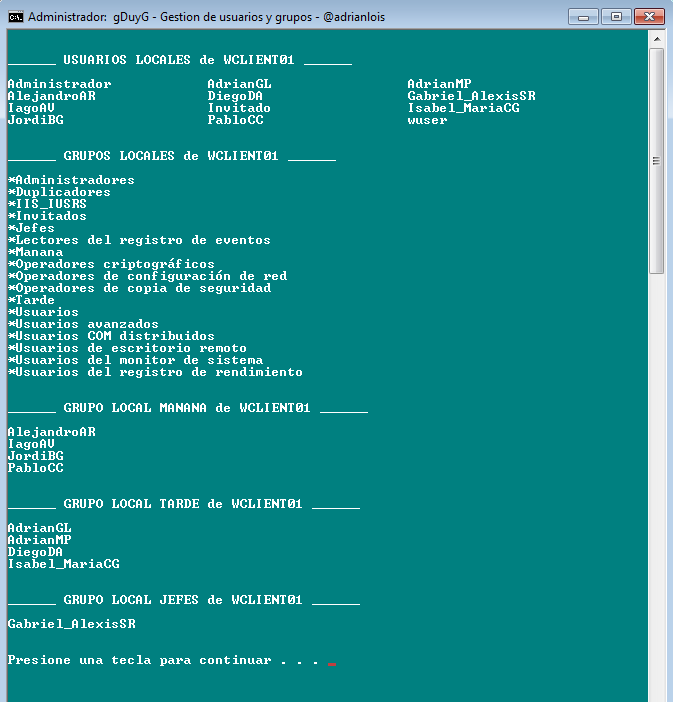 Administrador: gDuyG - Gestion de usuarios y grupos - @adrianlois
______ USUARIOS LOCALES de WCLIENT01 ______
Administrador AdrianGL AdrianMP
AlejandroAR DiegoDA Gabriel_AlexisSR
IagoAV Invitado Isabel_MariaCG
JordiBG PabloCC wuser
______ GRUPOS LOCALES de WCLIENT01 ______
*Administradores
*Duplicadores
*IIS_IUSRS
*Invitados
*Jefes
*Lectores del registro de eventos
*Manana
*Operadores criptográficos
*Operadores de configuración de red
*Operadores de copia de seguridad
*Tarde
*Usuarios
*Usuarios avanzados
*Usuarios COM distribuidos
*Usuarios de escritorio remoto
*Usuarios del monitor de sistema
*Usuarios del registro de rendimiento
______ GRUPO LOCAL MANANA de WCLIENT01 ______
AlejandroAR
IagoAV
JordiBG
PabloCC
______ GRUPO LOCAL TARDE de WCLIENT01 ______
AdrianGL
AdrianMP
DiegoDA
Isabel_MariaCG
______ GRUPO LOCAL JEFES de WCLIENT01 ______
Gabriel_AlexisSR
Presione una tecla para continuar . . . _